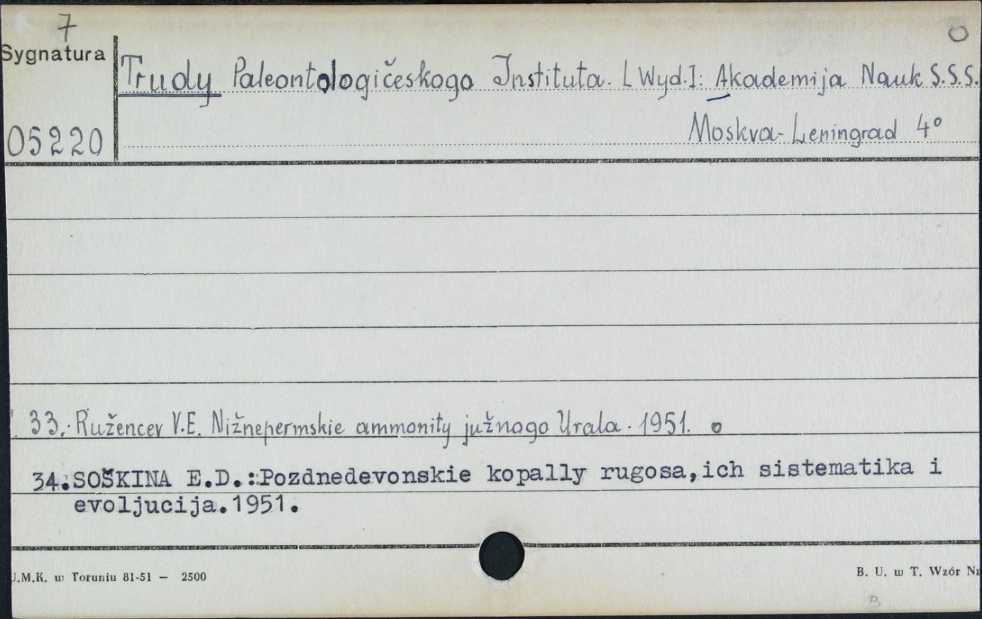 7
Sygnatura
Trudy Paleontologičeskogo Instituta. [Wyd.]: Akademija Nauk S.S.S.
05220
Moskva-Leningrad 4°
33. Ružencev V.E. Nižnepermskie ammonity južnogo Urala. 1951.
34. SOŠKINA E.D.:Pozdnedevonskie kopally rugosa,ich sistematika i
evoljucija.1951.
U.M.K. w Toruniu 81-51 — 2500
B. U. w T. Wzór Nr